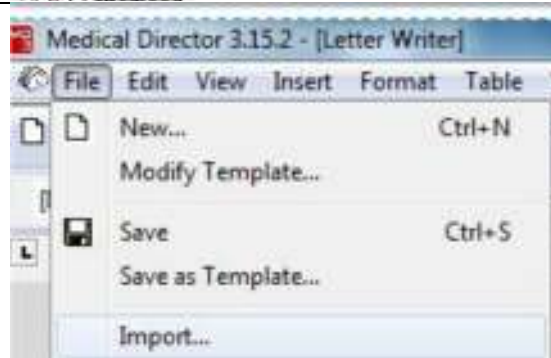 Medical Director 3.15.2 - [Letter Writer]
File Edit View Insert Format Table
New... Ctrl+N
Modify Template...
Save Ctrl+S
Save as Template...
Import...